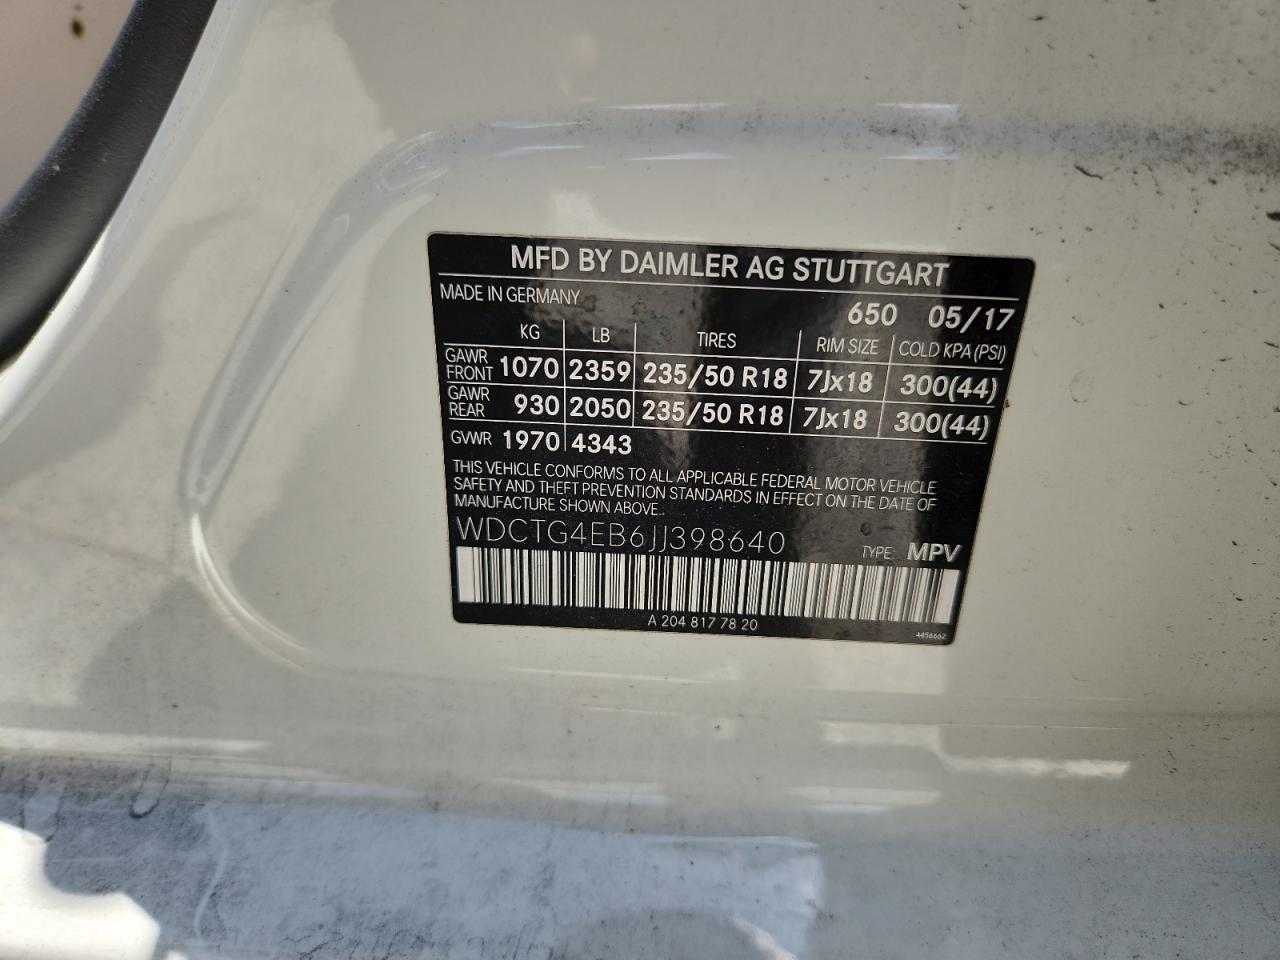 MFD BY DAIMLER AG STUTTGART
MADE IN GERMANY
650 05/17
KG LB TIRES RIM SIZE COLD KPA (PSI)
GAWR FRONT 1070 2359 235/50 R18 7Jx18 300(44)
GAWR REAR 930 2050 235/50 R18 7Jx18 300(44)
GVWR 1970 4343
THIS VEHICLE CONFORMS TO ALL APPLICABLE FEDERAL MOTOR VEHICLE
SAFETY AND THEFT PREVENTION STANDARDS IN EFFECT ON THE DATE OF
MANUFACTURE SHOWN ABOVE..
WDCTG4EB6JJ398640
TYPE: MPV
A 204 817 78 20
4456662